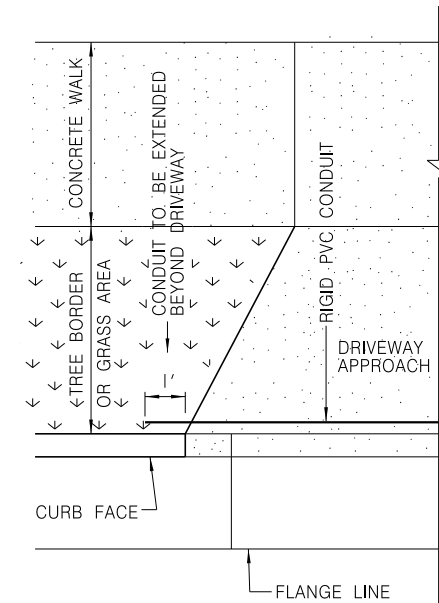 CONCRETE WALK
TREE BORDER
OR GRASS AREA
CONDUIT TO BE EXTENDED
BEYOND DRIVEWAY
1'
RIGID PVC CONDUIT
DRIVEWAY
APPROACH
CURB FACE
FLANGE LINE